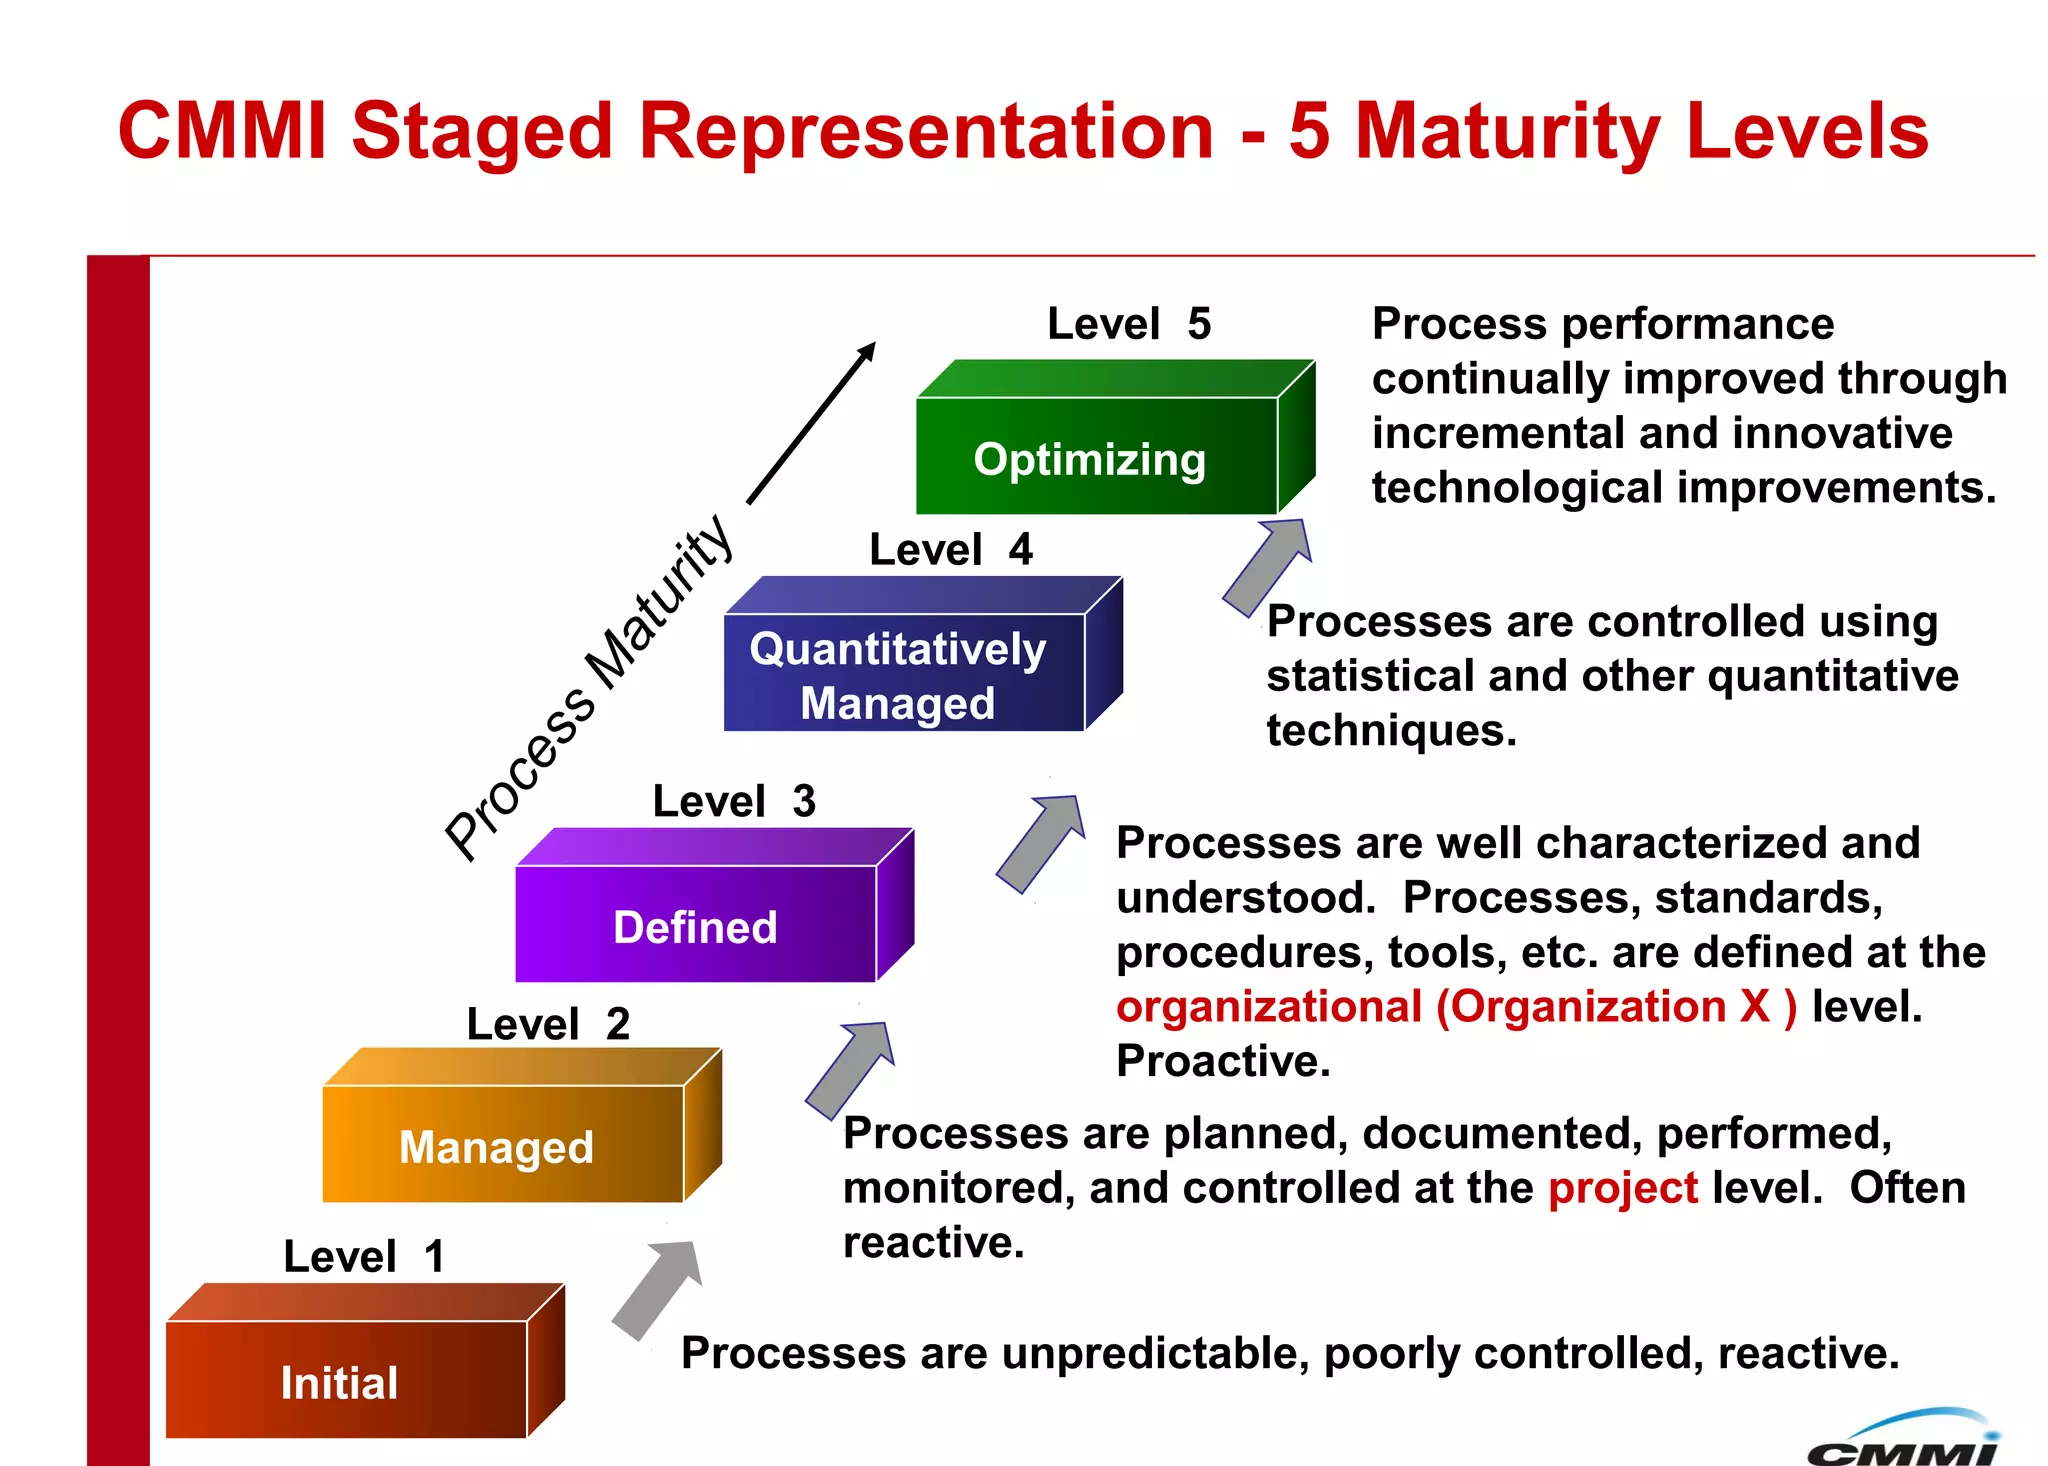 CMMI Staged Representation - 5 Maturity Levels
Process Maturity
Level 5
Optimizing
Process performance
continually improved through
incremental and innovative
technological improvements.
Level 4
Quantitatively
Managed
Processes are controlled using
statistical and other quantitative
techniques.
Level 3
Defined
Processes are well characterized and
understood. Processes, standards,
procedures, tools, etc. are defined at the
organizational (Organization X ) level.
Proactive.
Level 2
Managed
Processes are planned, documented, performed,
monitored, and controlled at the project level. Often
reactive.
Level 1
Initial
Processes are unpredictable, poorly controlled, reactive.
CMMI